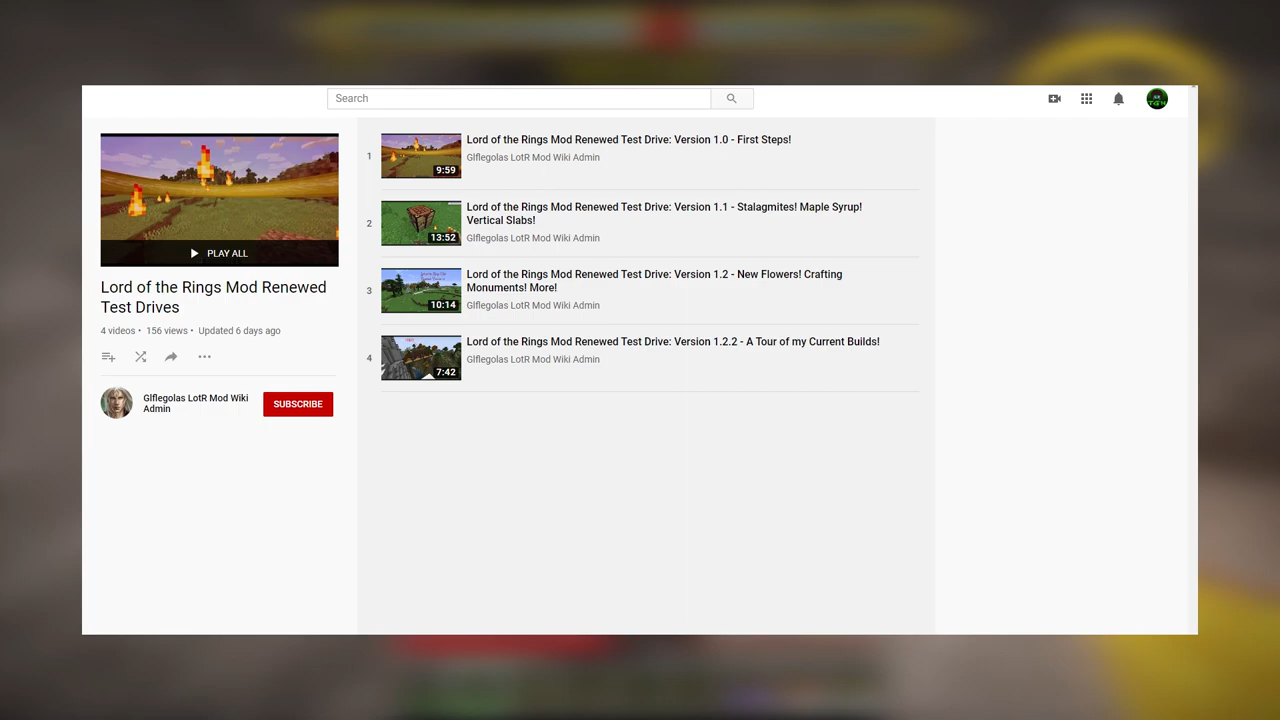 Search
PLAY ALL
Lord of the Rings Mod Renewed
Test Drives
4 videos • 156 views • Updated 6 days ago
Glflegolas LotR Mod Wiki
Admin
SUBSCRIBE
1
9:59
Lord of the Rings Mod Renewed Test Drive: Version 1.0 - First Steps!
Glflegolas LotR Mod Wiki Admin
2
13:52
Lord of the Rings Mod Renewed Test Drive: Version 1.1 - Stalagmites! Maple Syrup!
Vertical Slabs!
Glflegolas LotR Mod Wiki Admin
3
10:14
Lord of the Rings Mod Renewed Test Drive: Version 1.2 - New Flowers! Crafting
Monuments! More!
Glflegolas LotR Mod Wiki Admin
4
7:42
Lord of the Rings Mod Renewed Test Drive: Version 1.2.2 - A Tour of my Current Builds!
Glflegolas LotR Mod Wiki Admin